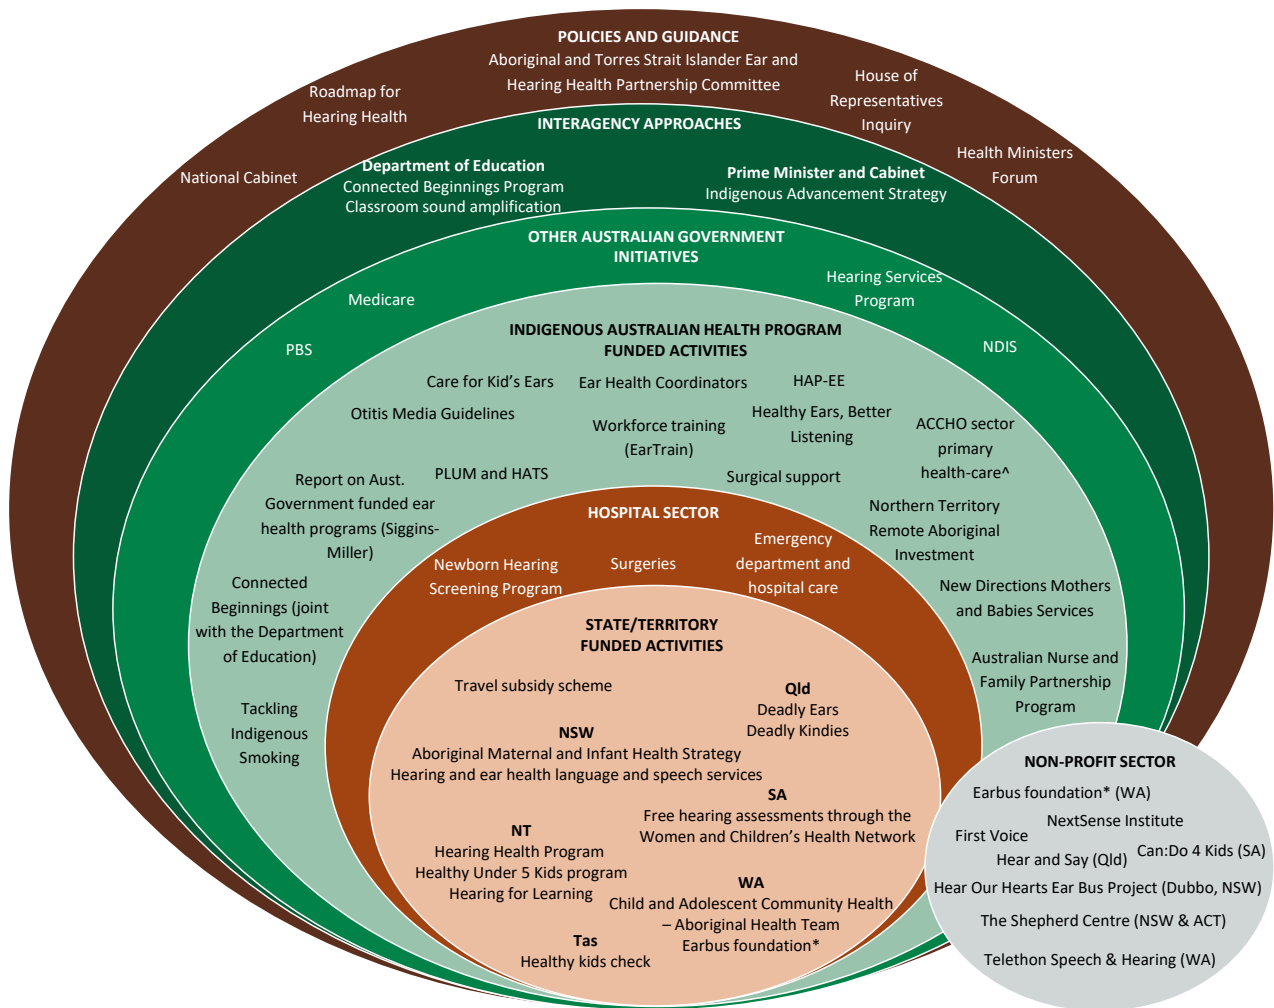 POLICIES AND GUIDANCE
Aboriginal and Torres Strait Islander Ear and
Hearing Health Partnership Committee
Roadmap for
Hearing Health
House of
Representatives
Inquiry
National Cabinet
Health Ministers
Forum
INTERAGENCY APPROACHES
Department of Education
Connected Beginnings Program
Classroom sound amplification
Prime Minister and Cabinet
Indigenous Advancement Strategy
OTHER AUSTRALIAN GOVERNMENT
INITIATIVES
Medicare
Hearing Services
Program
PBS
NDIS
INDIGENOUS AUSTRALIAN HEALTH PROGRAM
FUNDED ACTIVITIES
Care for Kid's Ears
Ear Health Coordinators
HAP-EE
Otitis Media Guidelines
Workforce training
(EarTrain)
Healthy Ears, Better
Listening
ACCHO sector
primary
health-care^
Report on Aust.
Government funded ear
health programs (Siggins-
Miller)
PLUM and HATS
Surgical support
Northern Territory
Remote Aboriginal
Investment
Connected
Beginnings (joint
with the Department
of Education)
New Directions Mothers
and Babies Services
Australian Nurse and
Family Partnership
Program
Tackling
Indigenous
Smoking
HOSPITAL SECTOR
Newborn Hearing
Screening Program
Surgeries
Emergency
department and
hospital care
STATE/TERRITORY
FUNDED ACTIVITIES
Travel subsidy scheme
Qld
Deadly Ears
Deadly Kindies
NSW
Aboriginal Maternal and Infant Health Strategy
Hearing and ear health language and speech services
SA
Free hearing assessments through the
Women and Children's Health Network
NT
Hearing Health Program
Healthy Under 5 Kids program
Hearing for Learning
WA
Child and Adolescent Community Health
– Aboriginal Health Team
Earbus foundation*
Tas
Healthy kids check
NON-PROFIT SECTOR
Earbus foundation* (WA)
NextSense Institute
First Voice
Hear and Say (Qld)
Can:Do 4 Kids (SA)
Hear Our Hearts Ear Bus Project (Dubbo, NSW)
The Shepherd Centre (NSW & ACT)
Telethon Speech & Hearing (WA)